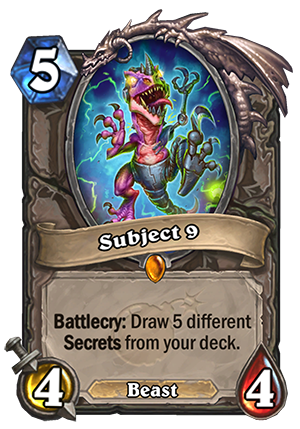 5
Subject 9
Battlecry: Draw 5 different
Secrets from your deck.
4
Beast
4